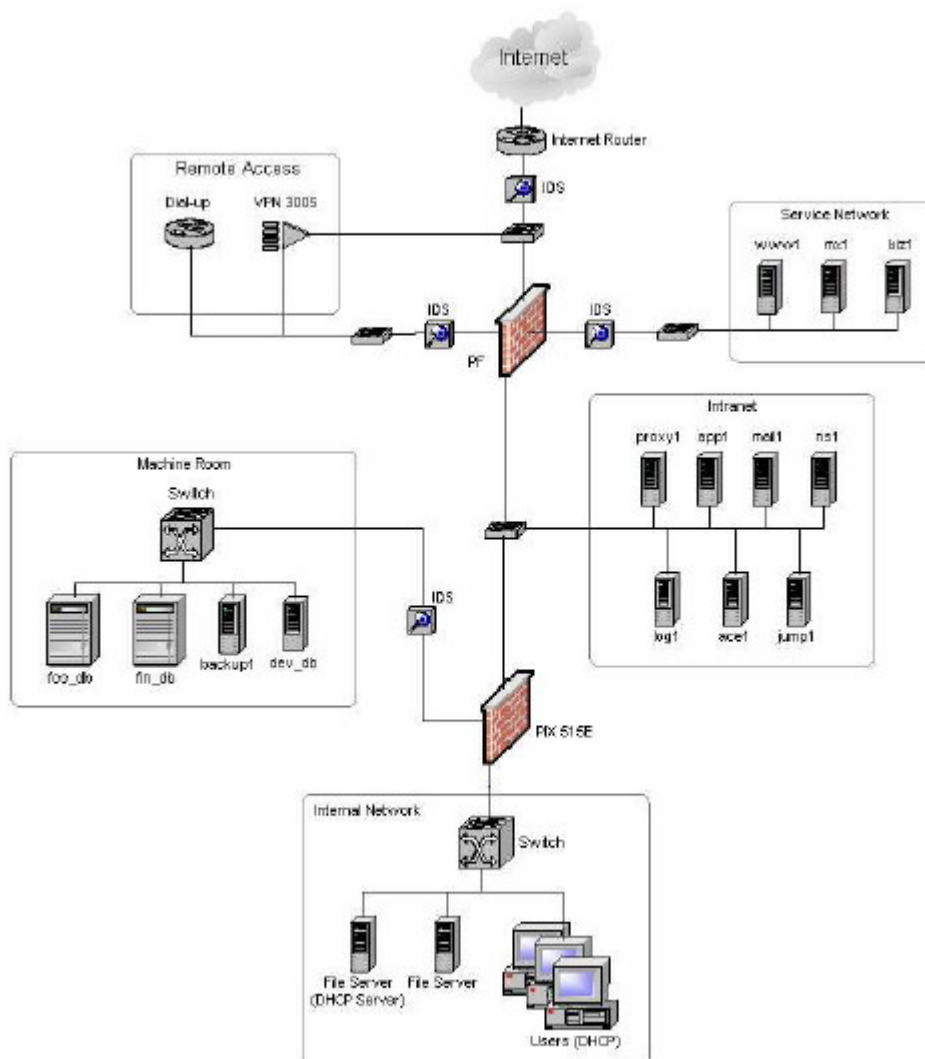 Internet
Internet Router
IDS
Remote Access
Dial-up
VPN 3005
Service Network
www1
mx1
biz1
IDS
IDS
PF
Intranet
proxy1
app1
mail1
ns1
log1
ace1
jump1
Machine Room
Switch
foo_db
fin_db
backup1
dev_db
IDS
PIX 515E
Internal Network
Switch
File Server
(DHCP Server)
File Server
Users (DHCP)